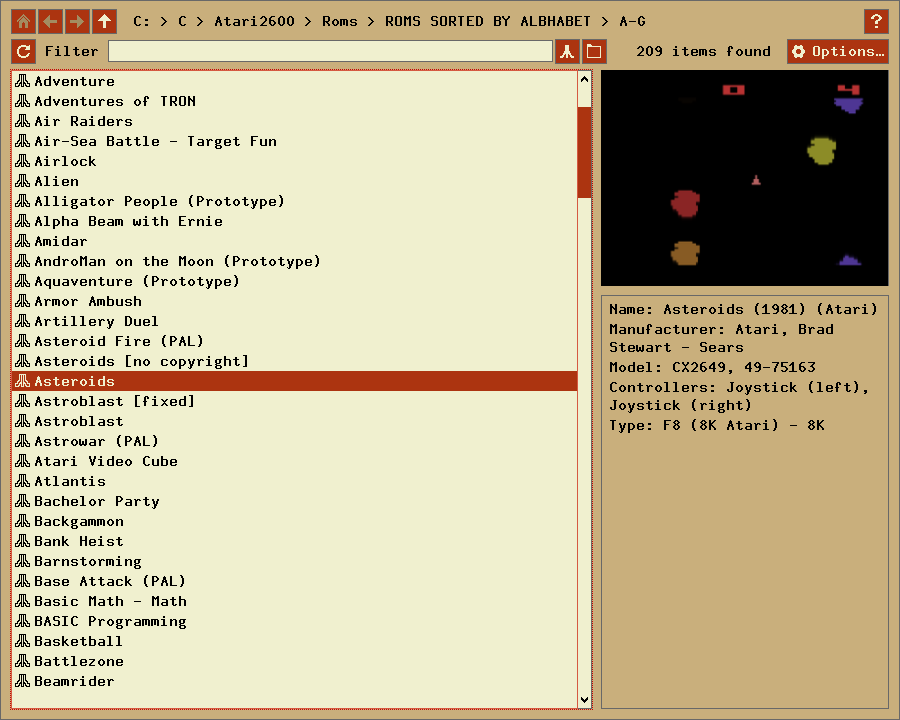 C: > C > Atari2600 > Roms > ROMS SORTED BY ALBHABET > A-G
?
Filter
209 items found
Options…
Adventure
Adventures of TRON
Air Raiders
Air-Sea Battle - Target Fun
Airlock
Alien
Alligator People (Prototype)
Alpha Beam with Ernie
Amidar
AndroMan on the Moon (Prototype)
Aquaventure (Prototype)
Armor Ambush
Artillery Duel
Asteroid Fire (PAL)
Asteroids [no copyright]
Asteroids
Astroblast [fixed]
Astroblast
Astrowar (PAL)
Atari Video Cube
Atlantis
Bachelor Party
Backgammon
Bank Heist
Barnstorming
Base Attack (PAL)
Basic Math - Math
BASIC Programming
Basketball
Battlezone
Beamrider
Name: Asteroids (1981) (Atari)
Manufacturer: Atari, Brad
Stewart - Sears
Model: CX2649, 49-75163
Controllers: Joystick (left),
Joystick (right)
Type: F8 (8K Atari) - 8K